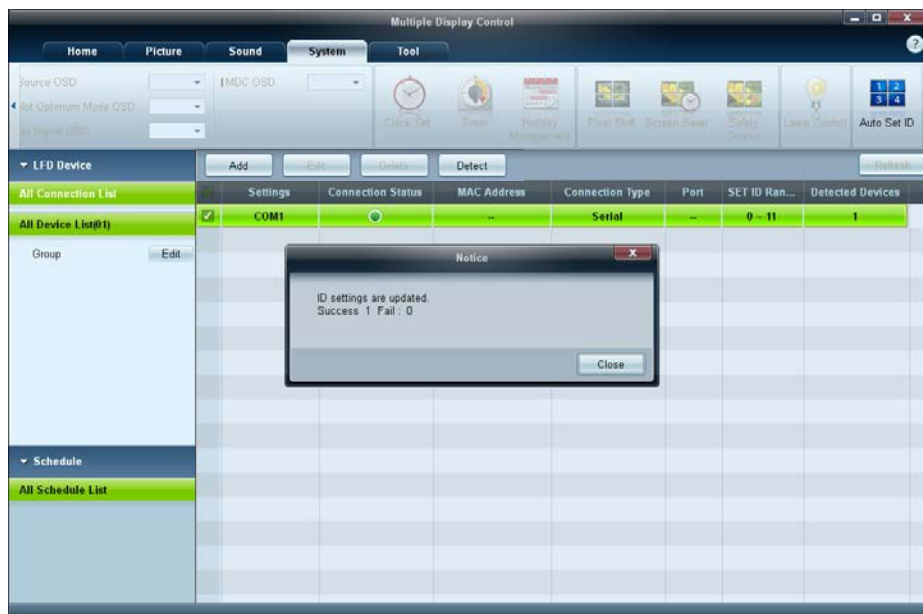 Multiple Display Control
Home Picture Sound System Tool
Source OSD
MDC OSD
Not Optimum Mode OSD
No Signal OSD
Clock Set
Timer
Holiday
Management
Pixel Shift
Screen Saver
Safety
Screen
Lamp Control
Auto Set ID
1 2
3 4
LFD Device
Add Edit Delete Detect Refresh
All Connection List
Settings Connection Status MAC Address Connection Type Port SET ID Ran... Detected Devices
All Device List(01)
COM1 -- Serial -- 0 ~ 11 1
Group Edit
Notice
ID settings are updated.
Success 1 Fail : 0
Close
Schedule
All Schedule List